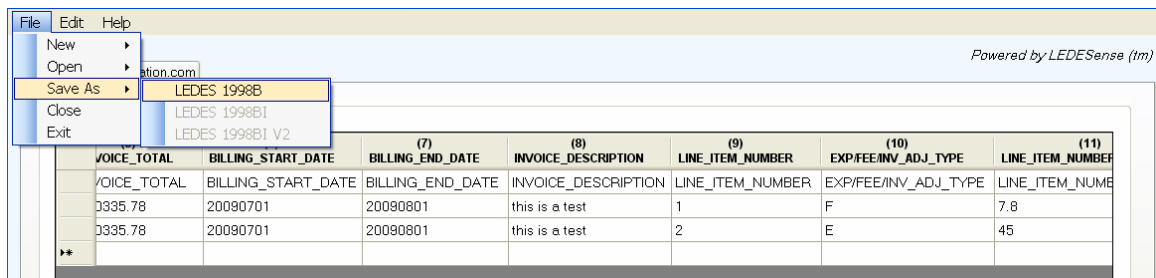 File Edit Help
New
Powered by LEDESense (tm)
Open
ation.com
Save As
LEDES 1998B
Close
LEDES 1998BI
Exit
LEDES 1998BI V2
(7) (8) (9) (10) (11)
VOICE_TOTAL BILLING_START_DATE BILLING_END_DATE INVOICE_DESCRIPTION LINE_ITEM_NUMBER EXP/FEE/INV_ADJ_TYPE LINE_ITEM_NUMBER
VOICE_TOTAL BILLING_START_DATE BILLING_END_DATE INVOICE_DESCRIPTION LINE_ITEM_NUMBER EXP/FEE/INV_ADJ_TYPE LINE_ITEM_NUME
0335.78 20090701 20090801 this is a test 1 F 7.8
0335.78 20090701 20090801 this is a test 2 E 45